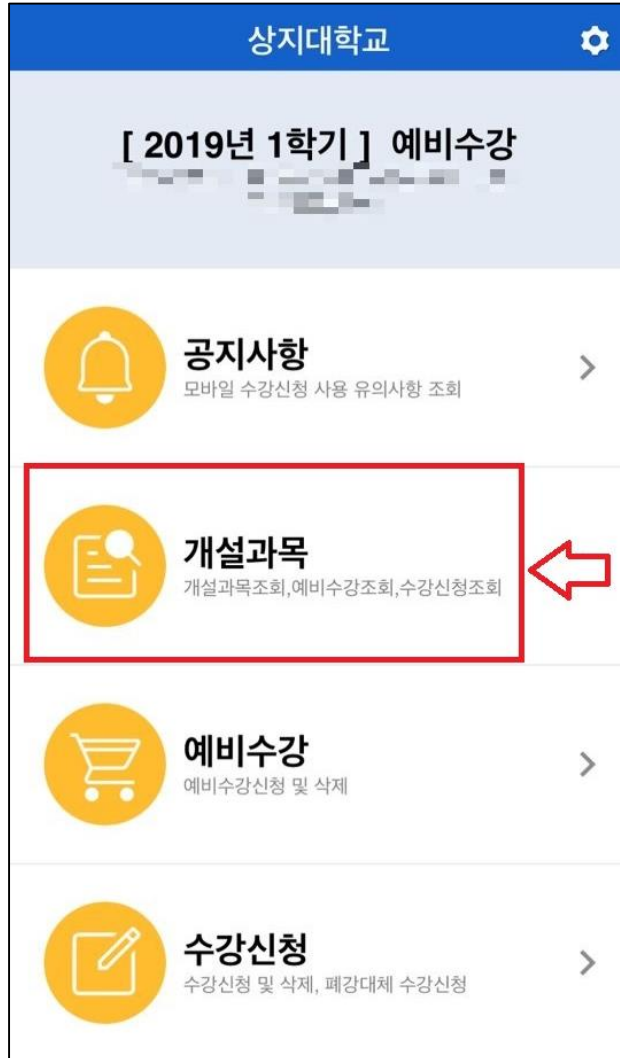 상지대학교
[ 2019년 1학기 ] 예비수강
공지사항
모바일 수강신청 사용 유의사항 조회
개설과목
개설과목조회,예비수강조회,수강신청조회
예비수강
예비수강신청 및 삭제
수강신청
수강신청 및 삭제, 폐강대체 수강신청